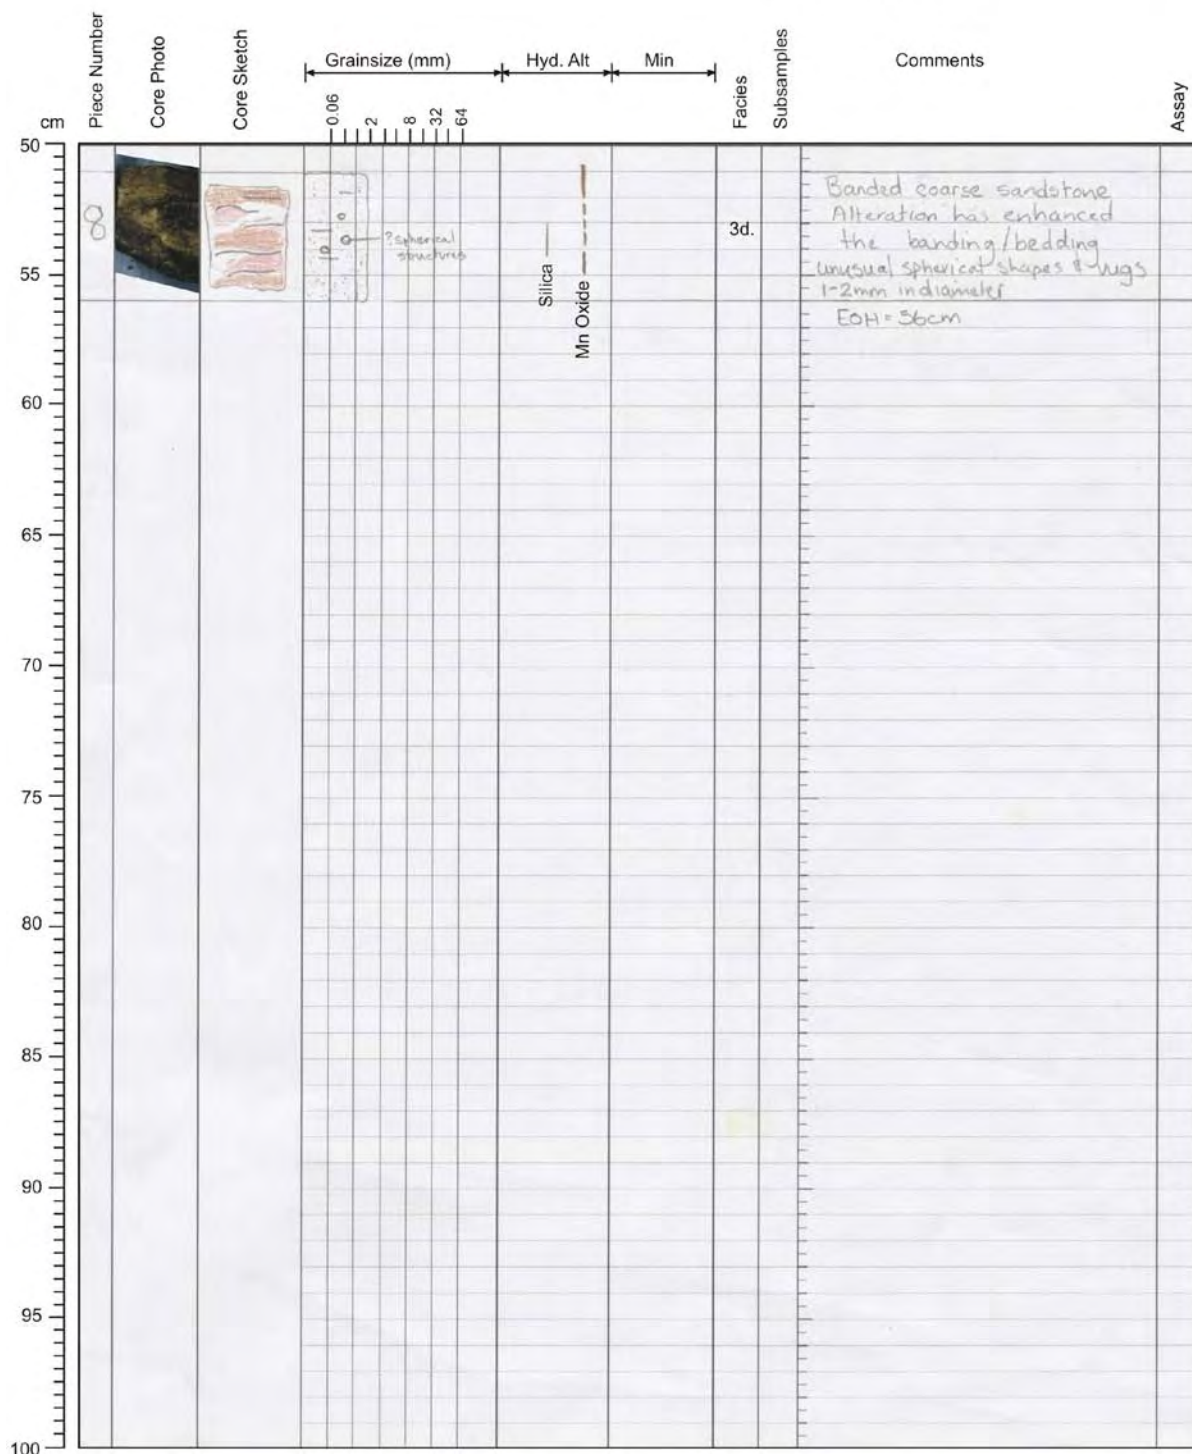 Piece Number
Core Photo
Core Sketch
Grainsize (mm)
Hyd. Alt
Min
Facies
Subsamples
Comments
Assay
cm
0.06
2
8
32
64
50
55
60
65
70
75
80
85
90
95
100
8
? spherical
structures
Silica
Mn Oxide
3d.
Banded coarse sandstone
Alteration has enhanced
the banding/bedding
unusual spherical shapes & vugs
1-2mm in diameter
EOH = 56cm